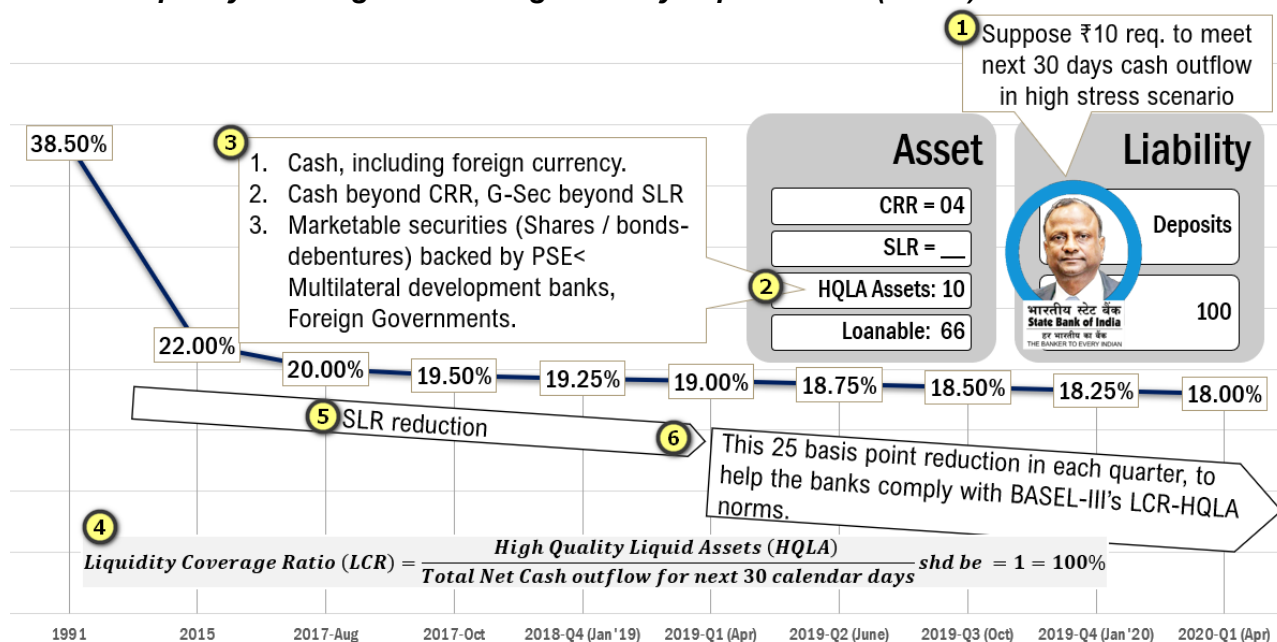 1 Suppose ₹10 req. to meet
next 30 days cash outflow
in high stress scenario
38.50%
3
1. Cash, including foreign currency.
2. Cash beyond CRR, G-Sec beyond SLR
3. Marketable securities (Shares / bonds-
debentures) backed by PSE<
Multilateral development banks,
Foreign Governments.
Asset
CRR = 04
SLR = __
2 HQLA Assets: 10
Loanable: 66
Liability
Deposits
100
भारतीय स्टेट बैंक
State Bank of India
हर भारतीय का बैंक
THE BANKER TO EVERY INDIAN
22.00%
20.00%
19.50%
19.25%
19.00%
18.75%
18.50%
18.25%
18.00%
5 SLR reduction
6
This 25 basis point reduction in each quarter, to
help the banks comply with BASEL-III's LCR-HQLA
norms.
4
Liquidity Coverage Ratio (LCR) = High Quality Liquid Assets (HQLA) / Total Net Cash outflow for next 30 calendar days shd be = 1 = 100%
1991
2015
2017-Aug
2017-Oct
2018-Q4 (Jan'19)
2019-Q1 (Apr)
2019-Q2 (June)
2019-Q3 (Oct)
2019-Q4 (Jan'20)
2020-Q1 (Apr)